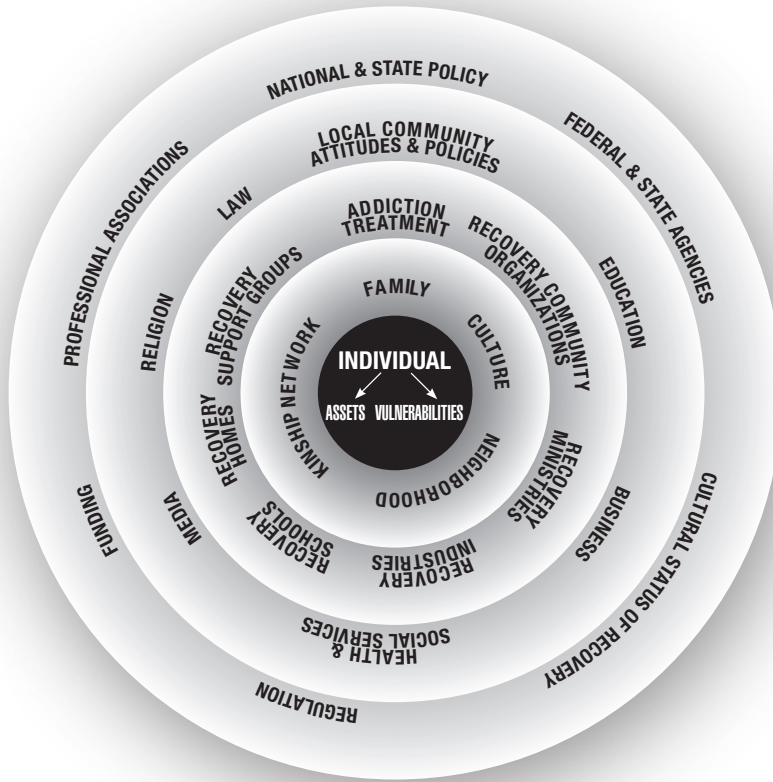 NATIONAL & STATE POLICY
FEDERAL & STATE AGENCIES
CULTURAL STATUS OF RECOVERY
REGULATION
FUNDING
PROFESSIONAL ASSOCIATIONS
LOCAL COMMUNITY
ATTITUDES & POLICIES
EDUCATION
BUSINESS
HEALTH &
SOCIAL SERVICES
MEDIA
RELIGION
LAW
ADDICTION
TREATMENT
RECOVERY COMMUNITY
ORGANIZATIONS
RECOVERY
MINISTRIES
RECOVERY
INDUSTRIES
RECOVERY
SCHOOLS
RECOVERY
HOMES
RECOVERY
SUPPORT GROUPS
FAMILY
CULTURE
NEIGHBORHOOD
KINSHIP NETWORK
INDIVIDUAL
ASSETS VULNERABILITIES